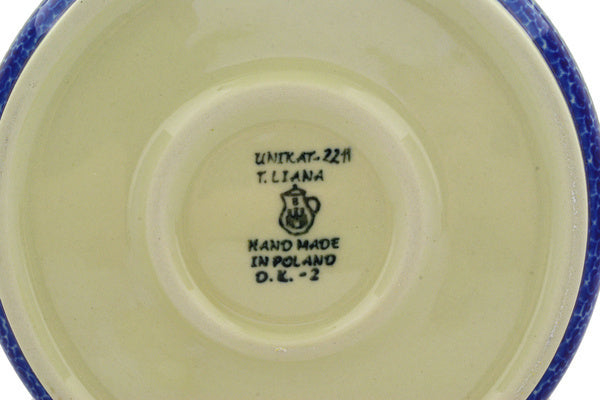 UNIKAT-2211
T. LIANA
B
HAND MADE
IN POLAND
D.K.-2